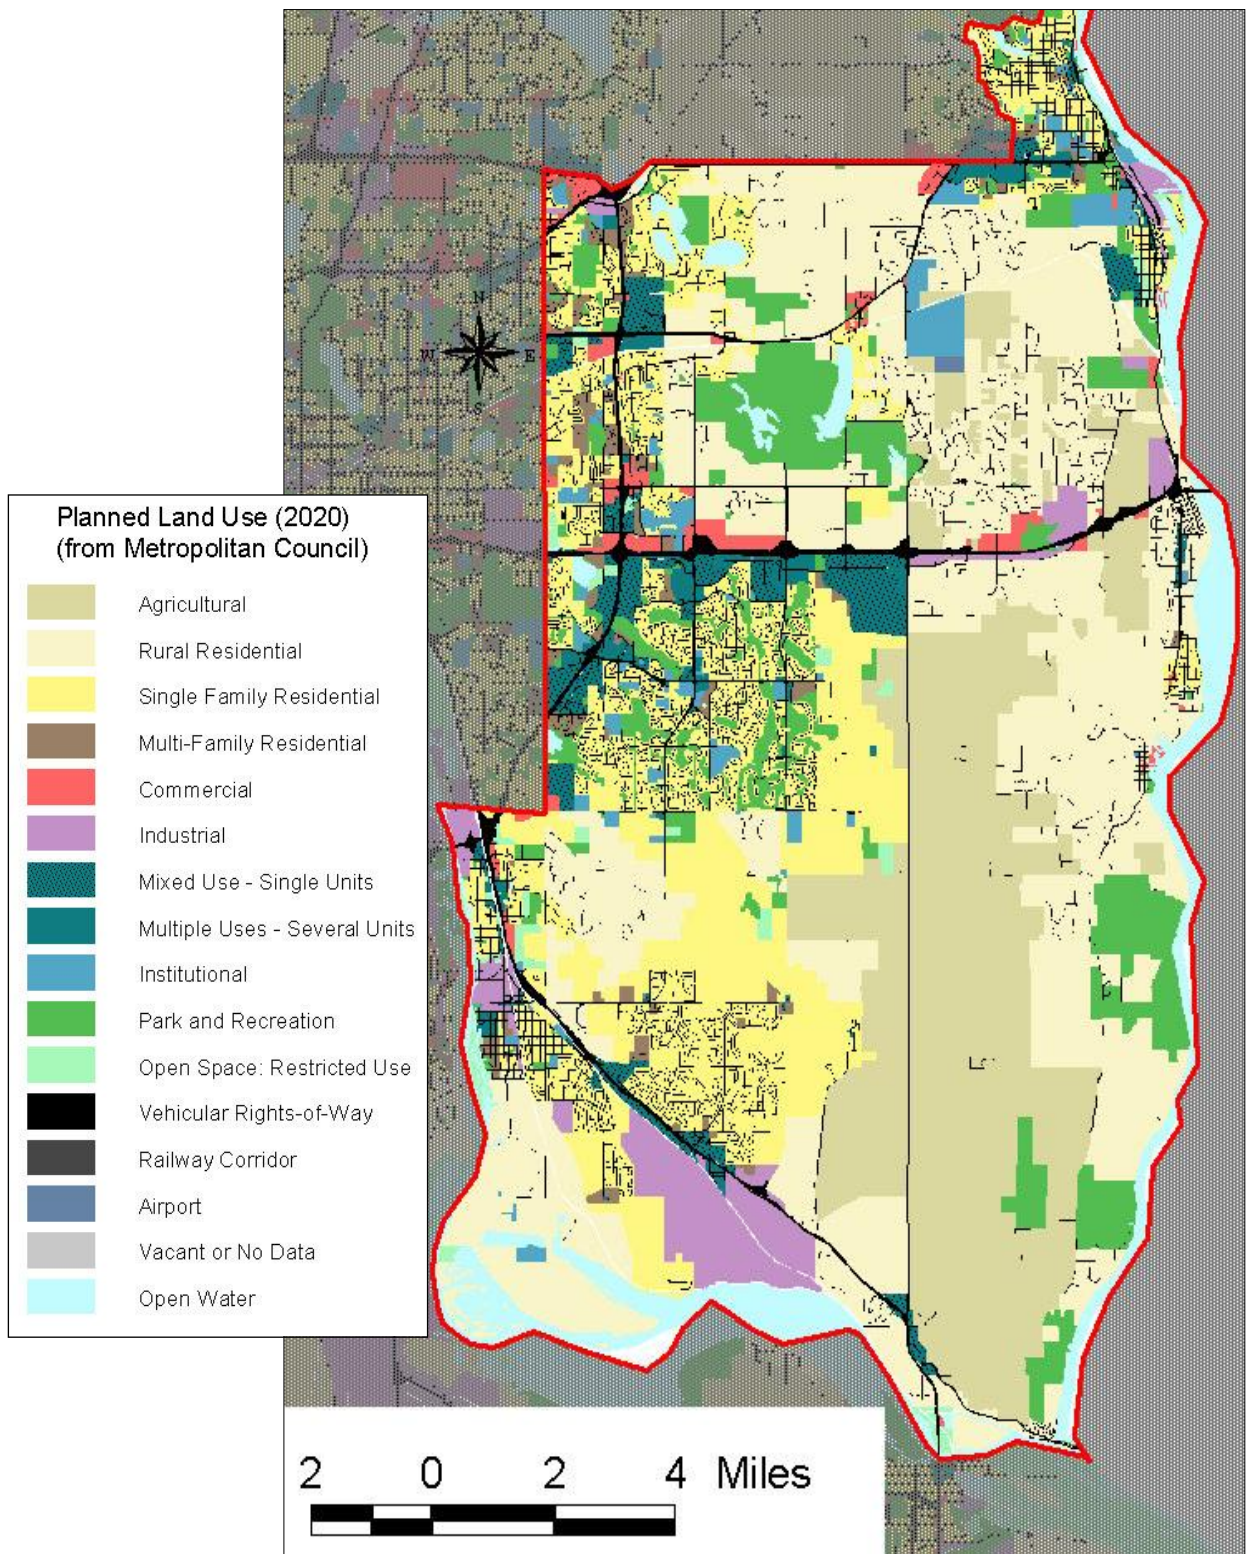 N
W
E
S
Planned Land Use (2020)
(from Metropolitan Council)
Agricultural
Rural Residential
Single Family Residential
Multi-Family Residential
Commercial
Industrial
Mixed Use - Single Units
Multiple Uses - Several Units
Institutional
Park and Recreation
Open Space: Restricted Use
Vehicular Rights-of-Way
Railway Corridor
Airport
Vacant or No Data
Open Water
2 0 2 4 Miles